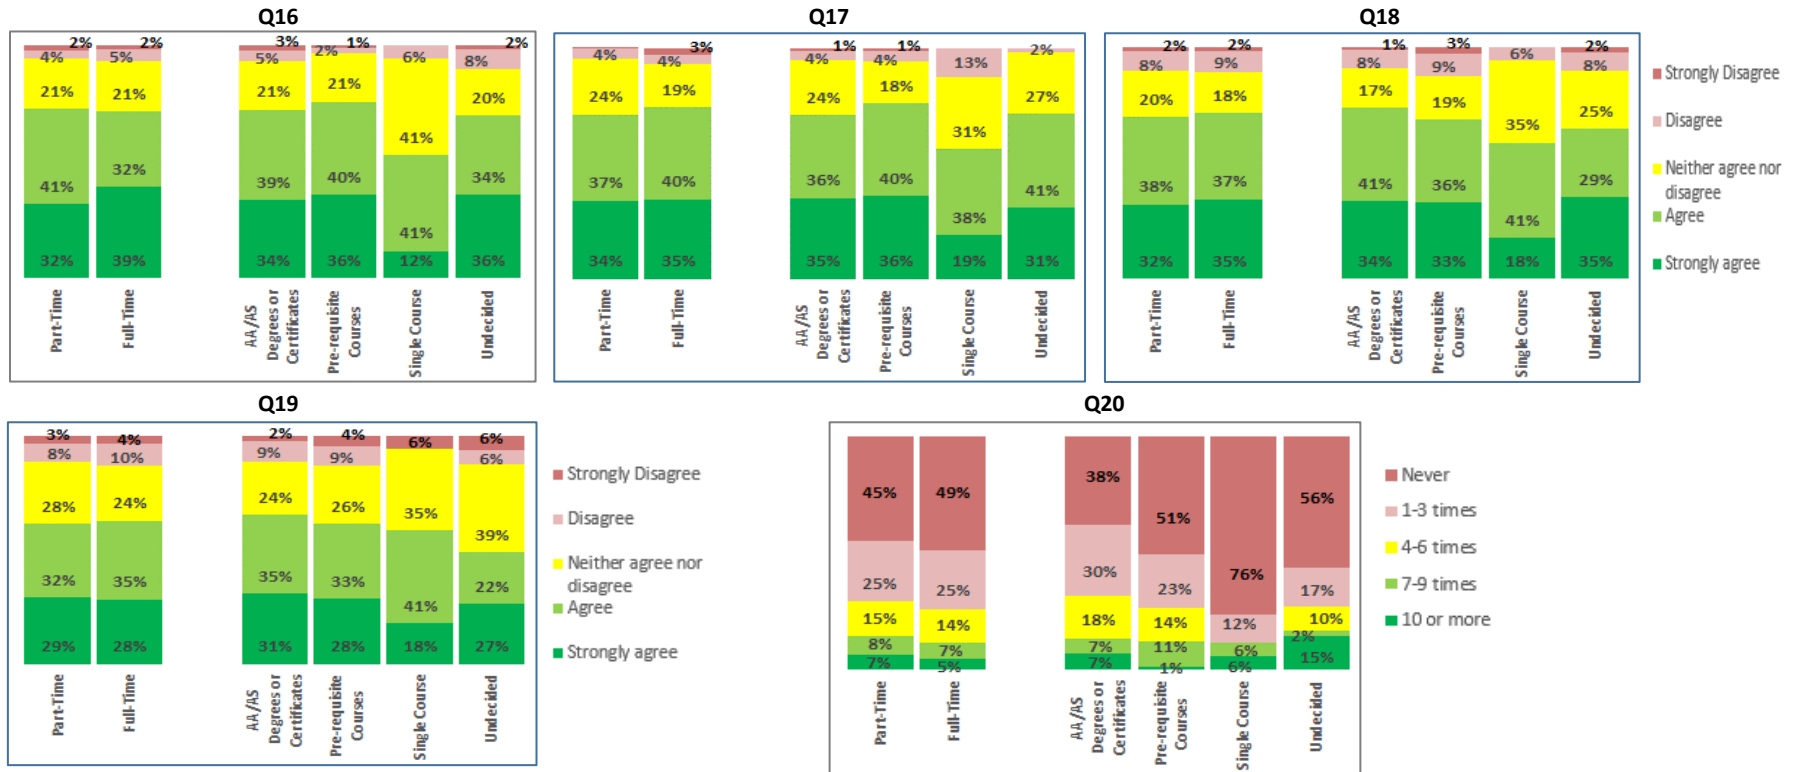 Q16
2% 2% 3% 1% 2%
4% 5% 5% 2% 6% 8%
21% 21% 21% 21% 41% 20%
41% 32% 39% 40% 41% 34%
32% 39% 34% 36% 12% 36%
Part-Time
Full-Time
AA/AS
Degrees or
Certificates
Pre-requisite
Courses
Single Course
Undecided
Q17
3% 1% 1%
4% 4% 4% 4% 13% 2%
24% 19% 24% 18% 31% 27%
37% 40% 36% 40% 38% 41%
34% 35% 35% 36% 19% 31%
Part-Time
Full-Time
AA/AS
Degrees or
Certificates
Pre-requisite
Courses
Single Course
Undecided
Q18
2% 2% 1% 3% 2%
8% 9% 8% 9% 6% 8%
20% 18% 17% 19% 35% 25%
38% 37% 41% 36% 41% 29%
32% 35% 34% 33% 18% 35%
Part-Time
Full-Time
AA/AS
Degrees or
Certificates
Pre-requisite
Courses
Single Course
Undecided
Strongly Disagree
Disagree
Neither agree nor
disagree
Agree
Strongly agree
Q19
3% 4% 2% 4% 6% 6%
8% 10% 9% 9% 6%
28% 24% 24% 26% 35% 39%
32% 35% 35% 33% 41% 22%
29% 28% 31% 28% 18% 27%
Part-Time
Full-Time
AA/AS
Degrees or
Certificates
Pre-requisite
Courses
Single Course
Undecided
Strongly Disagree
Disagree
Neither agree nor
disagree
Agree
Strongly agree
Q20
45% 49% 38% 51% 76% 56%
25% 25% 30% 23% 12% 17%
15% 14% 18% 14% 10%
8% 7% 7% 11% 6% 2%
7% 5% 7% 1% 6% 15%
Part-Time
Full-Time
AA/AS
Degrees or
Certificates
Pre-requisite
Courses
Single Course
Undecided
Never
1-3 times
4-6 times
7-9 times
10 or more